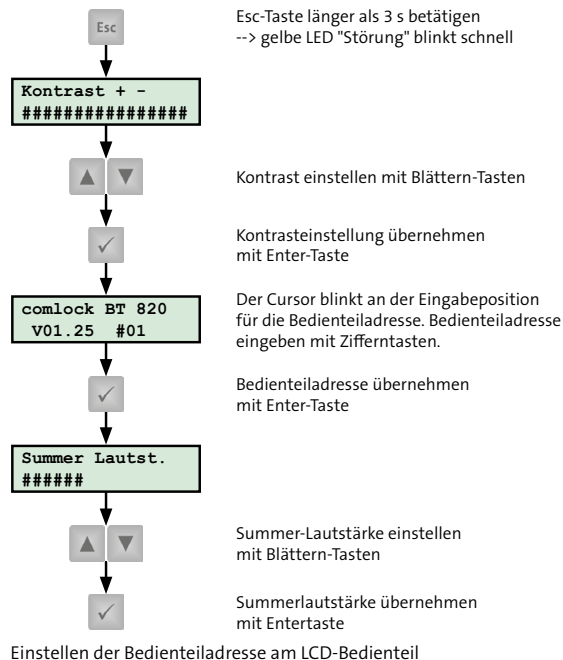 Esc
Esc-Taste länger als 3 s betätigen
--> gelbe LED "Störung" blinkt schnell
Kontrast + -
################
Kontrast einstellen mit Blättern-Tasten
Kontrasteinstellung übernehmen
mit Enter-Taste
comlock BT 820
V01.25 #01
Der Cursor blinkt an der Eingabeposition
für die Bedienteiladresse. Bedienteiladresse
eingeben mit Zifferntasten.
Bedienteiladresse übernehmen
mit Enter-Taste
Summer Lautst.
######
Summer-Lautstärke einstellen
mit Blättern-Tasten
Summerlautstärke übernehmen
mit Entertaste
Einstellen der Bedienteiladresse am LCD-Bedienteil